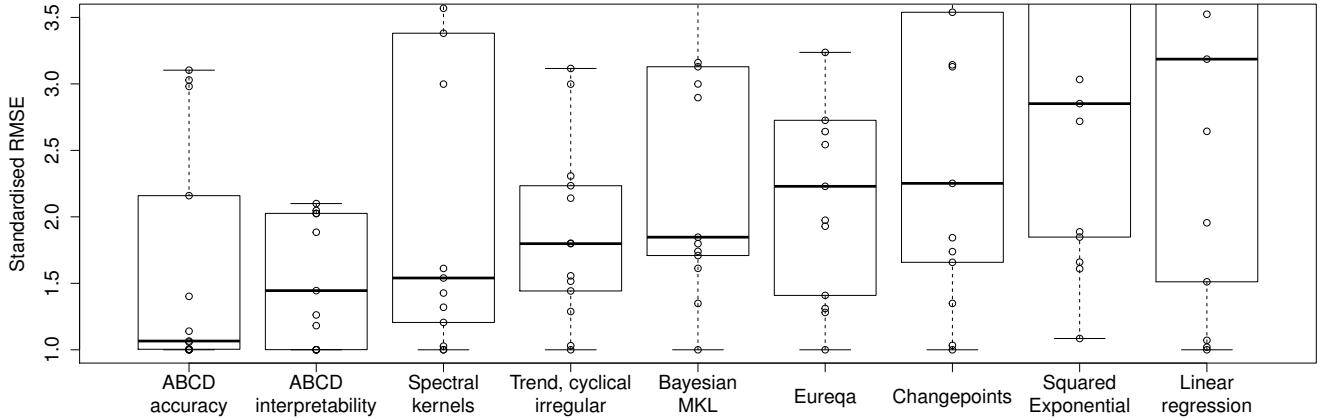 Standardised RMSE
3.5
3.0
2.5
2.0
1.5
1.0
ABCD
accuracy
ABCD
interpretability
Spectral
kernels
Trend, cyclical
irregular
Bayesian
MKL
Eureqa
Changepoints
Squared
Exponential
Linear
regression